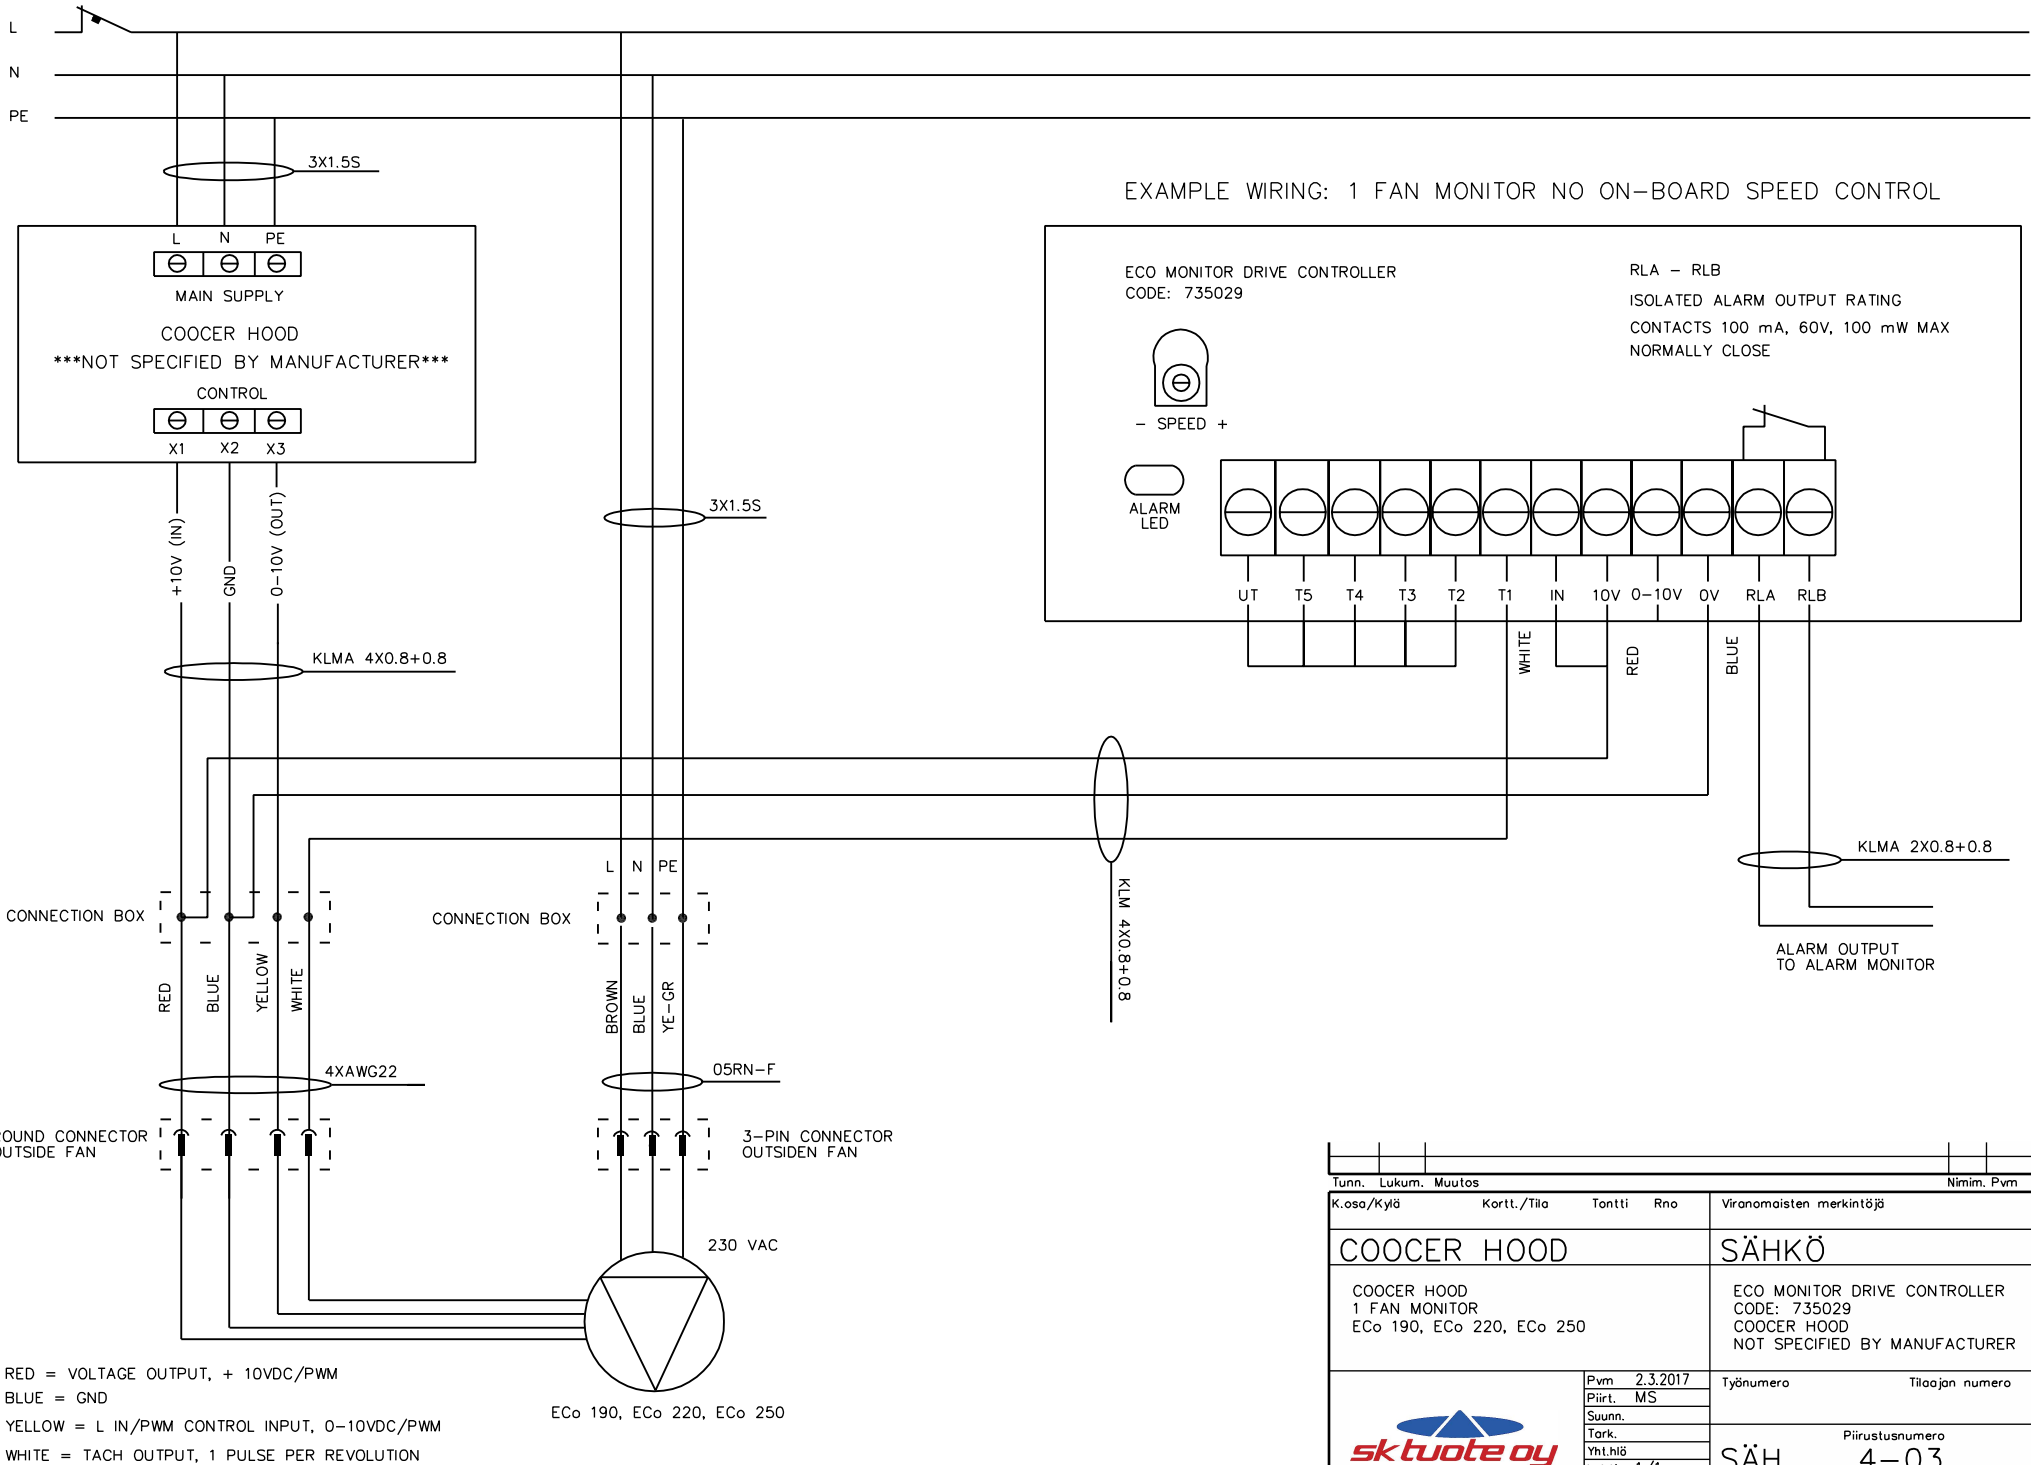 L
N
PE
3X1.5S
L N PE
MAIN SUPPLY
COOCER HOOD
***NOT SPECIFIED BY MANUFACTURER***
CONTROL
X1 X2 X3
+10V (IN)
GND
0-10V (OUT)
KLMA 4X0.8+0.8
3X1.5S
EXAMPLE WIRING: 1 FAN MONITOR NO ON-BOARD SPEED CONTROL
ECO MONITOR DRIVE CONTROLLER
CODE: 735029
RLA - RLB
ISOLATED ALARM OUTPUT RATING
CONTACTS 100 mA, 60V, 100 mW MAX
NORMALLY CLOSE
- SPEED +
ALARM
LED
UT T5 T4 T3 T2 T1 IN 10V 0-10V 0V RLA RLB
WHITE
RED
BLUE
KLM 4X0.8+0.8
KLMA 2X0.8+0.8
ALARM OUTPUT
TO ALARM MONITOR
L N PE
CONNECTION BOX
CONNECTION BOX
RED
BLUE
YELLOW
WHITE
BROWN
BLUE
YE-GR
4XAWG22
05RN-F
OUND CONNECTOR
UTSIDE FAN
3-PIN CONNECTOR
OUTSIDEN FAN
230 VAC
ECo 190, ECo 220, ECo 250
RED = VOLTAGE OUTPUT, + 10VDC/PWM
BLUE = GND
YELLOW = L IN/PWM CONTROL INPUT, 0-10VDC/PWM
WHITE = TACH OUTPUT, 1 PULSE PER REVOLUTION
Tunn. Lukum. Muutos Nimim. Pvm
K.osa/Kylä Kortt./Tila Tontti Rno Viranomaisten merkintöjä
COOCER HOOD
SÄHKÖ
COOCER HOOD
1 FAN MONITOR
ECo 190, ECo 220, ECo 250
ECO MONITOR DRIVE CONTROLLER
CODE: 735029
COOCER HOOD
NOT SPECIFIED BY MANUFACTURER
Pvm 2.3.2017
Piirt. MS
Suunn.
Tark.
Yht.hlö
Työnumero Tilaajan numero
Piirustusnumero
SÄH 4-03
sktuote oy